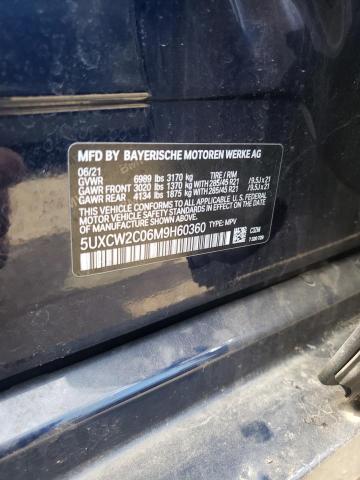 MFD BY BAYERISCHE MOTOREN WERKE AG
06/21 TIRE / RIM
GVWR 6989 lbs 3170 kg
GAWR FRONT 3020 lbs 1370 kg WITH 285/45 R21 /9.5J x 21
GAWR REAR 4134 lbs 1875 kg WITH 285/45 R21 /9.5J x 21
THIS VEHICLE CONFORMS TO ALL APPLICABLE U.S.
FEDERAL MOTOR VEHICLE SAFETY STANDARDS
IN EFFECT ON THE DATE OF MANUFACTURE SHOWN ABOVE.
5UXCW2C06M9H60360 TYPE: MPV